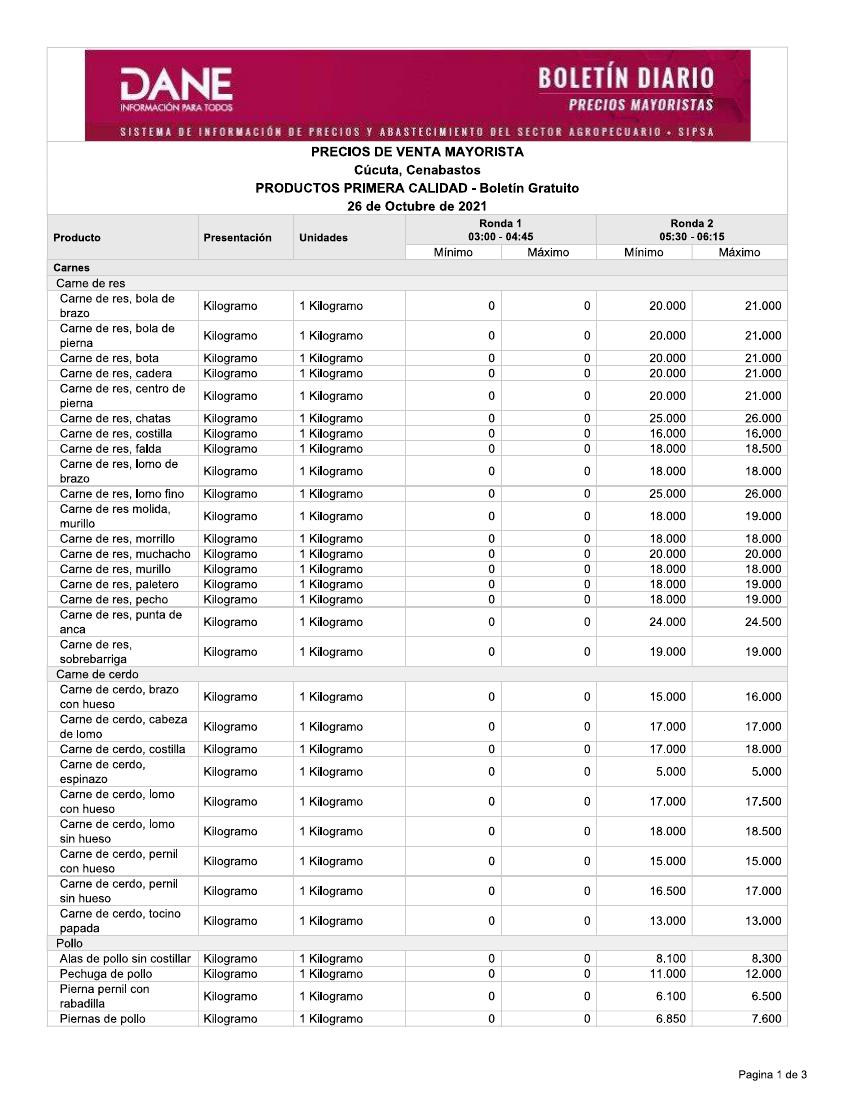 DANE
INFORMACIÓN PARA TODOS
BOLETÍN DIARIO
PRECIOS MAYORISTAS
SISTEMA DE INFORMACIÓN DE PRECIOS Y ABASTECIMIENTO DEL SECTOR AGROPECUARIO • SIPSA
PRECIOS DE VENTA MAYORISTA
Cúcuta, Cenabastos
PRODUCTOS PRIMERA CALIDAD - Boletín Gratuito
26 de Octubre de 2021
Producto Presentación Unidades Ronda 1 03:00 - 04:45 Ronda 2 05:30 - 06:15
Mínimo Máximo Mínimo Máximo
Carnes
Carne de res
Carne de res, bola de brazo Kilogramo 1 Kilogramo 0 0 20.000 21.000
Carne de res, bola de pierna Kilogramo 1 Kilogramo 0 0 20.000 21.000
Carne de res, bota Kilogramo 1 Kilogramo 0 0 20.000 21.000
Carne de res, cadera Kilogramo 1 Kilogramo 0 0 20.000 21.000
Carne de res, centro de pierna Kilogramo 1 Kilogramo 0 0 20.000 21.000
Carne de res, chatas Kilogramo 1 Kilogramo 0 0 25.000 26.000
Carne de res, costilla Kilogramo 1 Kilogramo 0 0 16.000 16.000
Carne de res, falda Kilogramo 1 Kilogramo 0 0 18.000 18.500
Carne de res, lomo de brazo Kilogramo 1 Kilogramo 0 0 18.000 18.000
Carne de res, lomo fino Kilogramo 1 Kilogramo 0 0 25.000 26.000
Carne de res molida, murillo Kilogramo 1 Kilogramo 0 0 18.000 19.000
Carne de res, morrillo Kilogramo 1 Kilogramo 0 0 18.000 18.000
Carne de res, muchacho Kilogramo 1 Kilogramo 0 0 20.000 20.000
Carne de res, murillo Kilogramo 1 Kilogramo 0 0 18.000 18.000
Carne de res, paletero Kilogramo 1 Kilogramo 0 0 18.000 19.000
Carne de res, pecho Kilogramo 1 Kilogramo 0 0 18.000 19.000
Carne de res, punta de anca Kilogramo 1 Kilogramo 0 0 24.000 24.500
Carne de res, sobrebarriga Kilogramo 1 Kilogramo 0 0 19.000 19.000
Carne de cerdo
Carne de cerdo, brazo con hueso Kilogramo 1 Kilogramo 0 0 15.000 16.000
Carne de cerdo, cabeza de lomo Kilogramo 1 Kilogramo 0 0 17.000 17.000
Carne de cerdo, costilla Kilogramo 1 Kilogramo 0 0 17.000 18.000
Carne de cerdo, espinazo Kilogramo 1 Kilogramo 0 0 5.000 5.000
Carne de cerdo, lomo con hueso Kilogramo 1 Kilogramo 0 0 17.000 17.500
Carne de cerdo, lomo sin hueso Kilogramo 1 Kilogramo 0 0 18.000 18.500
Carne de cerdo, pernil con hueso Kilogramo 1 Kilogramo 0 0 15.000 15.000
Carne de cerdo, pernil sin hueso Kilogramo 1 Kilogramo 0 0 16.500 17.000
Carne de cerdo, tocino papada Kilogramo 1 Kilogramo 0 0 13.000 13.000
Pollo
Alas de pollo sin costillar Kilogramo 1 Kilogramo 0 0 8.100 8.300
Pechuga de pollo Kilogramo 1 Kilogramo 0 0 11.000 12.000
Pierna pernil con rabadilla Kilogramo 1 Kilogramo 0 0 6.100 6.500
Piernas de pollo Kilogramo 1 Kilogramo 0 0 6.850 7.600
Pagina 1 de 3